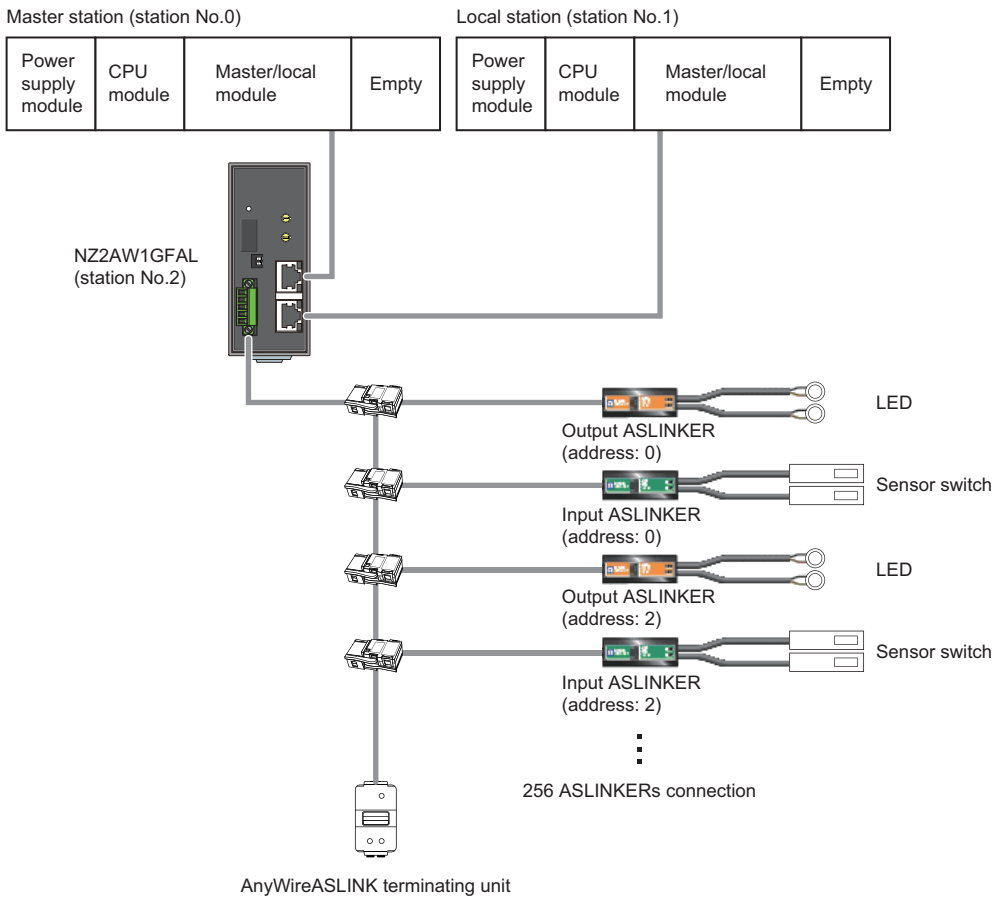 Master station (station No.0)
Local station (station No.1)
Power
supply
module
CPU
module
Master/local
module
Empty
Power
supply
module
CPU
module
Master/local
module
Empty
NZ2AW1GFAL
(station No.2)
LED
Output ASLINKER
(address: 0)
Sensor switch
Input ASLINKER
(address: 0)
LED
Output ASLINKER
(address: 2)
Sensor switch
Input ASLINKER
(address: 2)
256 ASLINKERs connection
AnyWireASLINK terminating unit